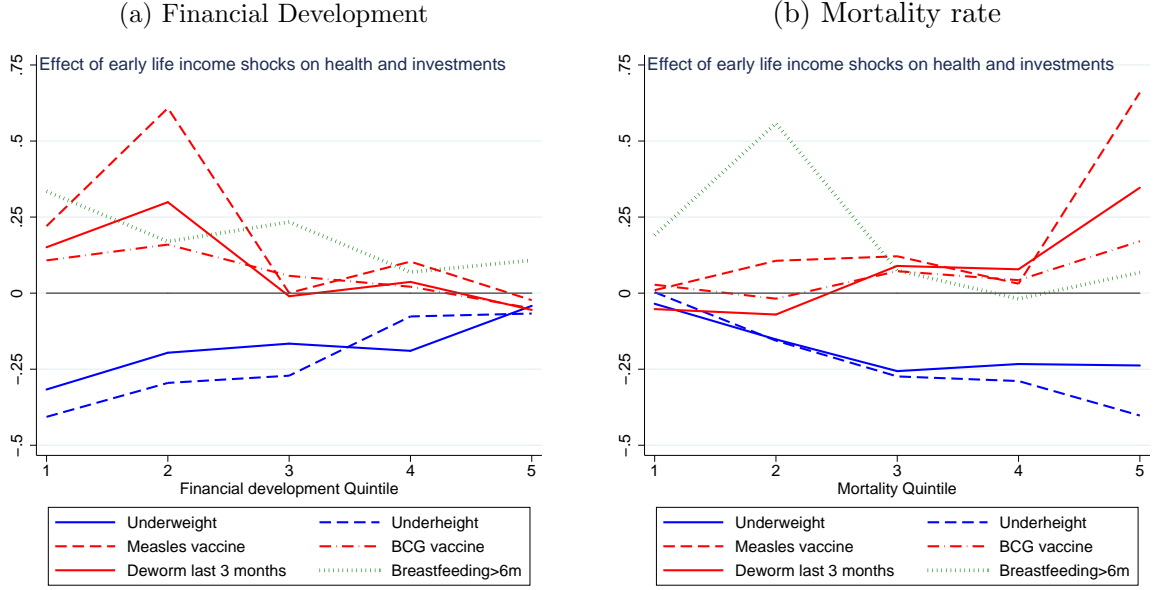 (a) Financial Development
Effect of early life income shocks on health and investments
.75
.5
.25
0
-.25
-.5
1 2 3 4 5
Financial development Quintile
Underweight Underheight
Measles vaccine BCG vaccine
Deworm last 3 months Breastfeeding>6m
(b) Mortality rate
Effect of early life income shocks on health and investments
.75
.5
.25
0
-.25
-.5
1 2 3 4 5
Mortality Quintile
Underweight Underheight
Measles vaccine BCG vaccine
Deworm last 3 months Breastfeeding>6m